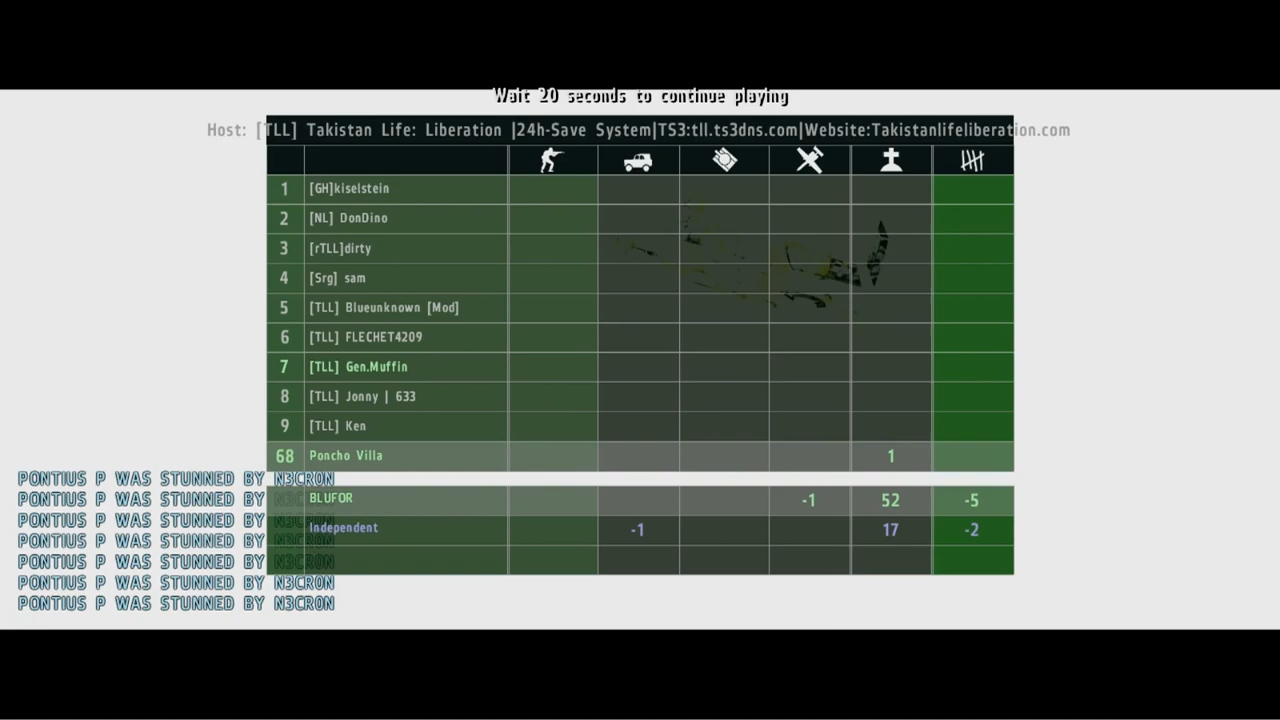 Wait 20 seconds to continue playing
Host: [TLL] Takistan Life: Liberation |24h-Save System|TS3:tll.ts3dns.com|Website:Takistanlifeliberation.com
1 [GH]kiselstein
2 [NL] DonDino
3 [rTLL]dirty
4 [Srg] sam
5 [TLL] Blueunknown [Mod]
6 [TLL] FLECHET4209
7 [TLL] Gen.Muffin
8 [TLL] Jonny | 633
9 [TLL] Ken
68 Poncho Villa 1
BLUFOR -1 52 -5
Independent -1 17 -2
PONTIUS P WAS STUNNED BY N3CRON
PONTIUS P WAS STUNNED BY N3CRON
PONTIUS P WAS STUNNED BY N3CRON
PONTIUS P WAS STUNNED BY N3CRON
PONTIUS P WAS STUNNED BY N3CRON
PONTIUS P WAS STUNNED BY N3CRON
PONTIUS P WAS STUNNED BY N3CRON